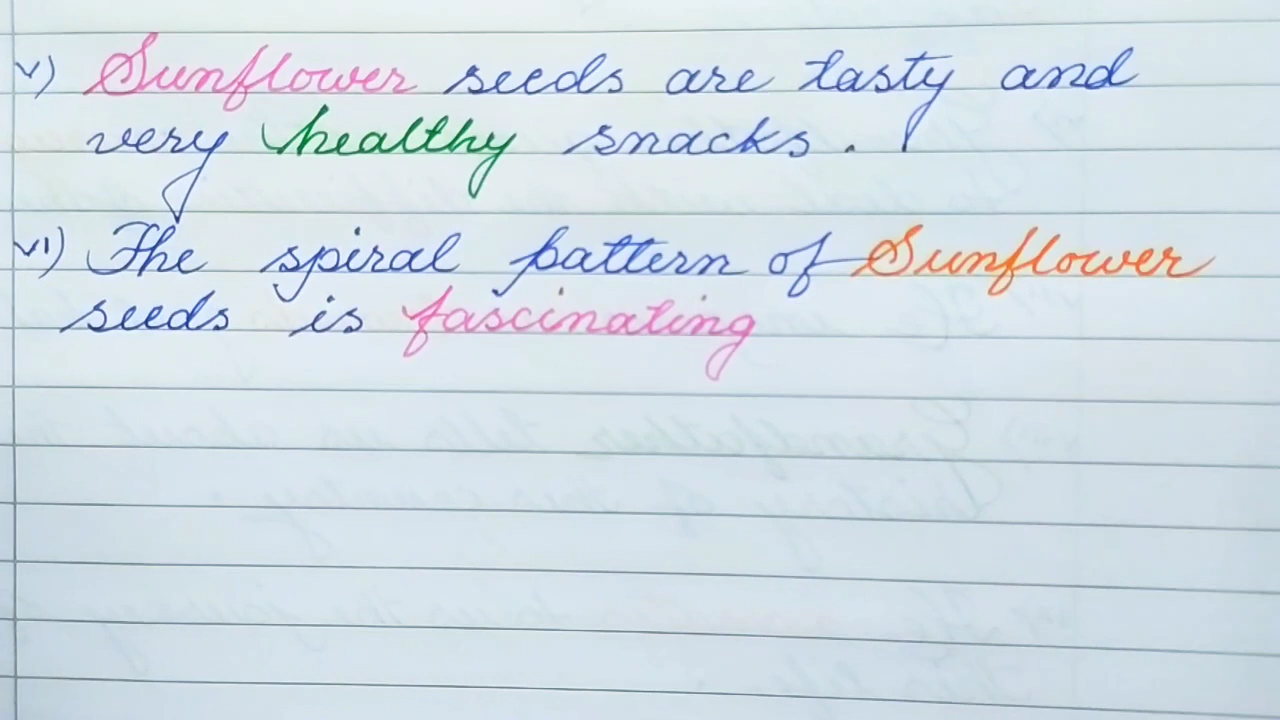 v) Sunflower seeds are tasty and
very healthy snacks.
vi) The spiral pattern of Sunflower
seeds is fascinating